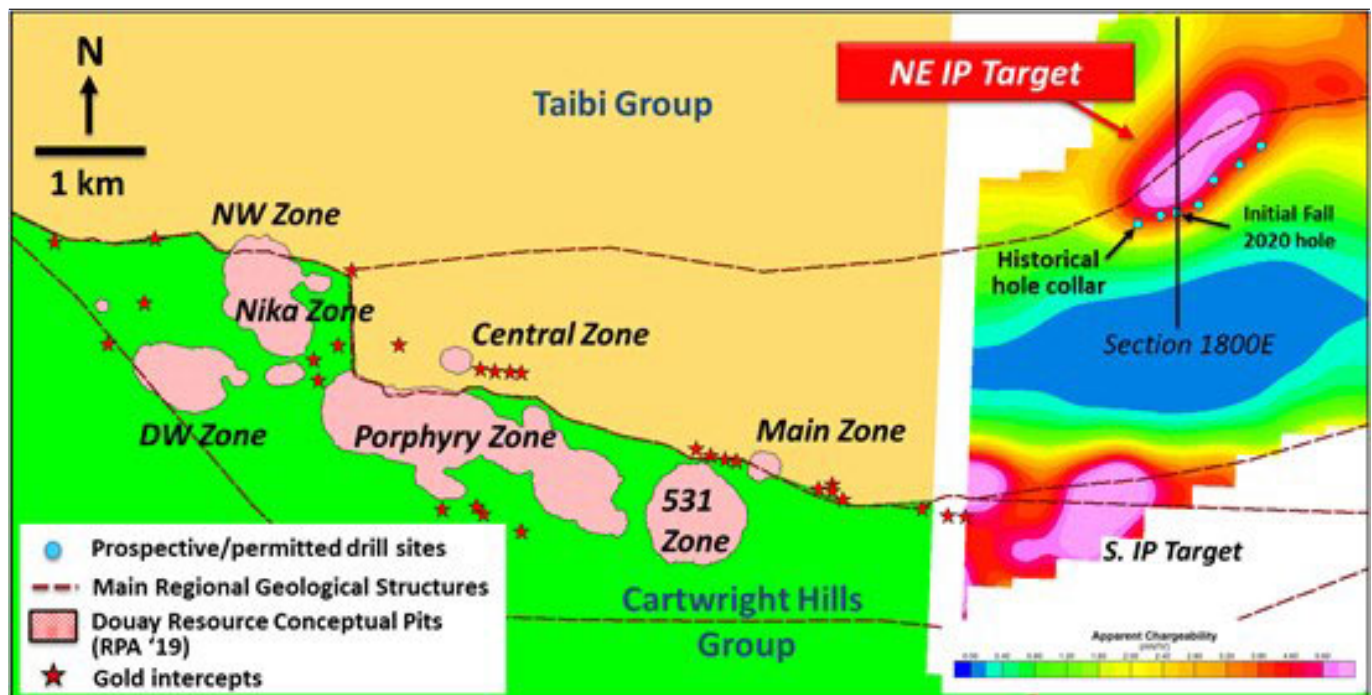 N
1 km
Taibi Group
NE IP Target
NW Zone
Nika Zone
Central Zone
DW Zone
Porphyry Zone
Main Zone
531
Zone
Historical
hole collar
Initial Fall
2020 hole
Section 1800E
S. IP Target
Cartwright Hills
Group
Prospective/permitted drill sites
Main Regional Geological Structures
Douay Resource Conceptual Pits
(RPA ‘19)
Gold intercepts
Apparent Chargeability